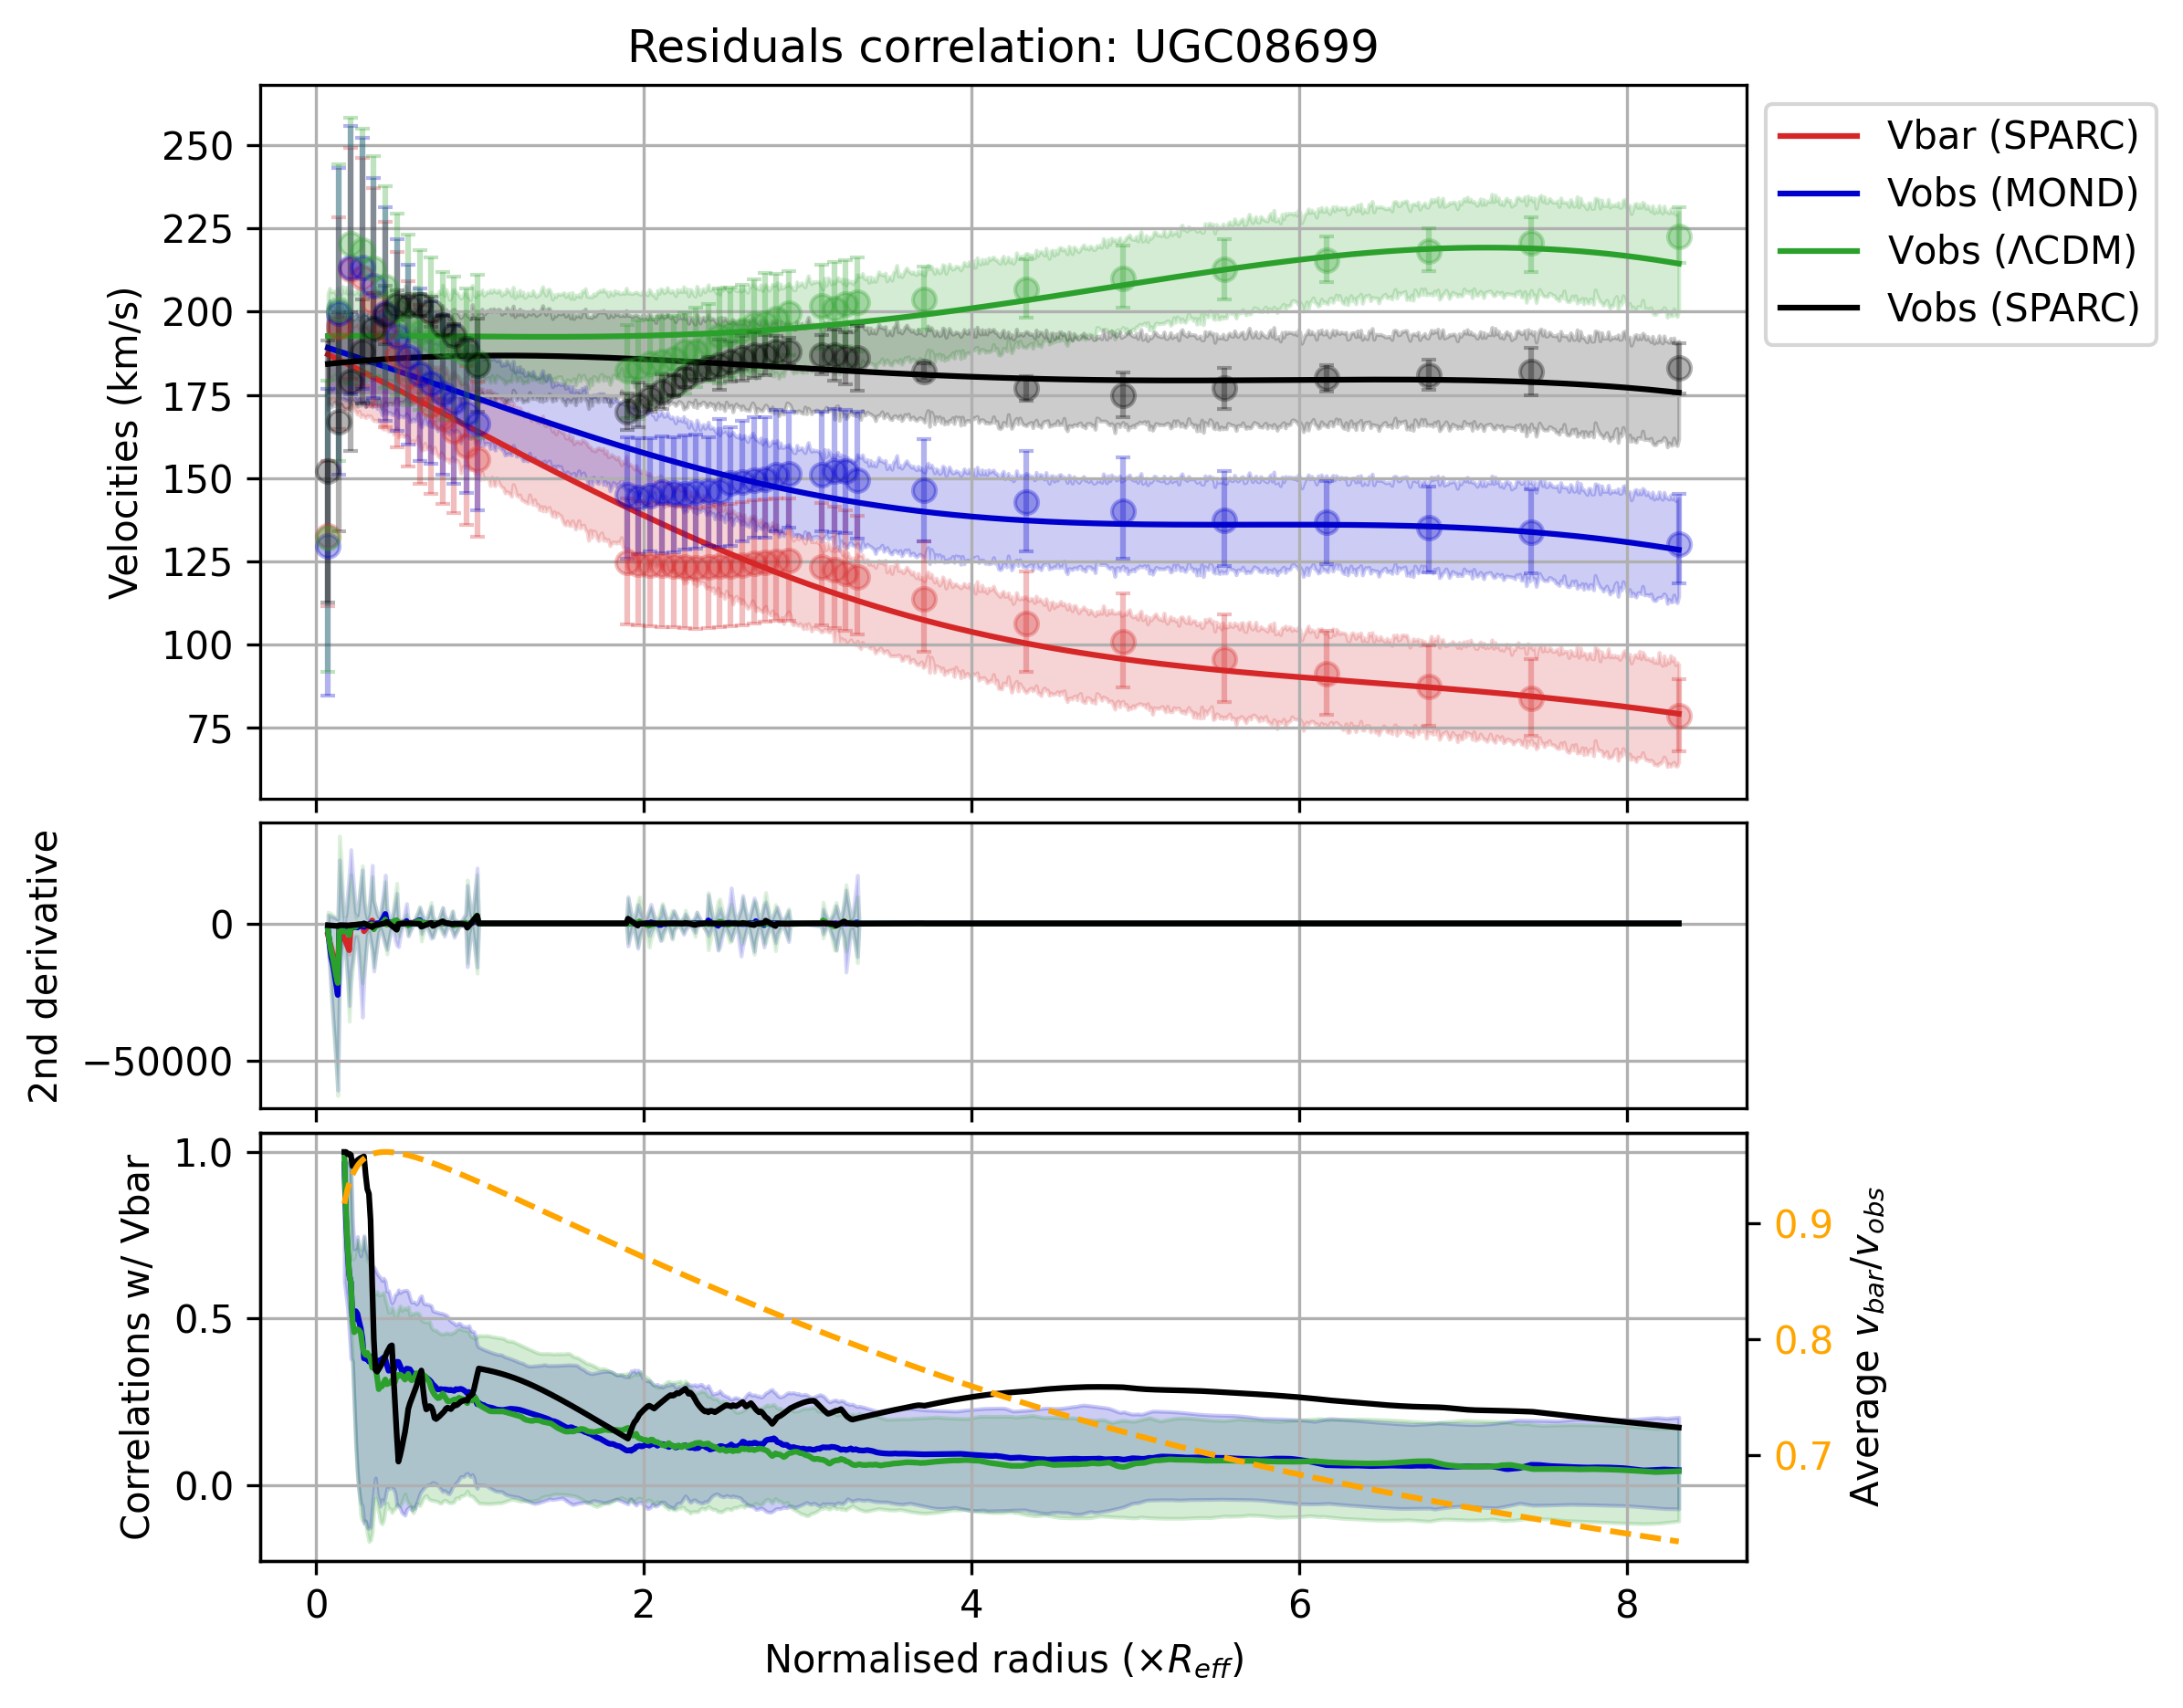 Residuals correlation: UGC08699
Velocities (km/s)
250
225
200
175
150
125
100
75
Vbar (SPARC)
Vobs (MOND)
Vobs (ΛCDM)
Vobs (SPARC)
2nd derivative
0
−50000
Correlations w/ Vbar
1.0
0.5
0.0
0.9
0.8
0.7
Average v_bar/v_obs
0 2 4 6 8
Normalised radius (×R_eff)